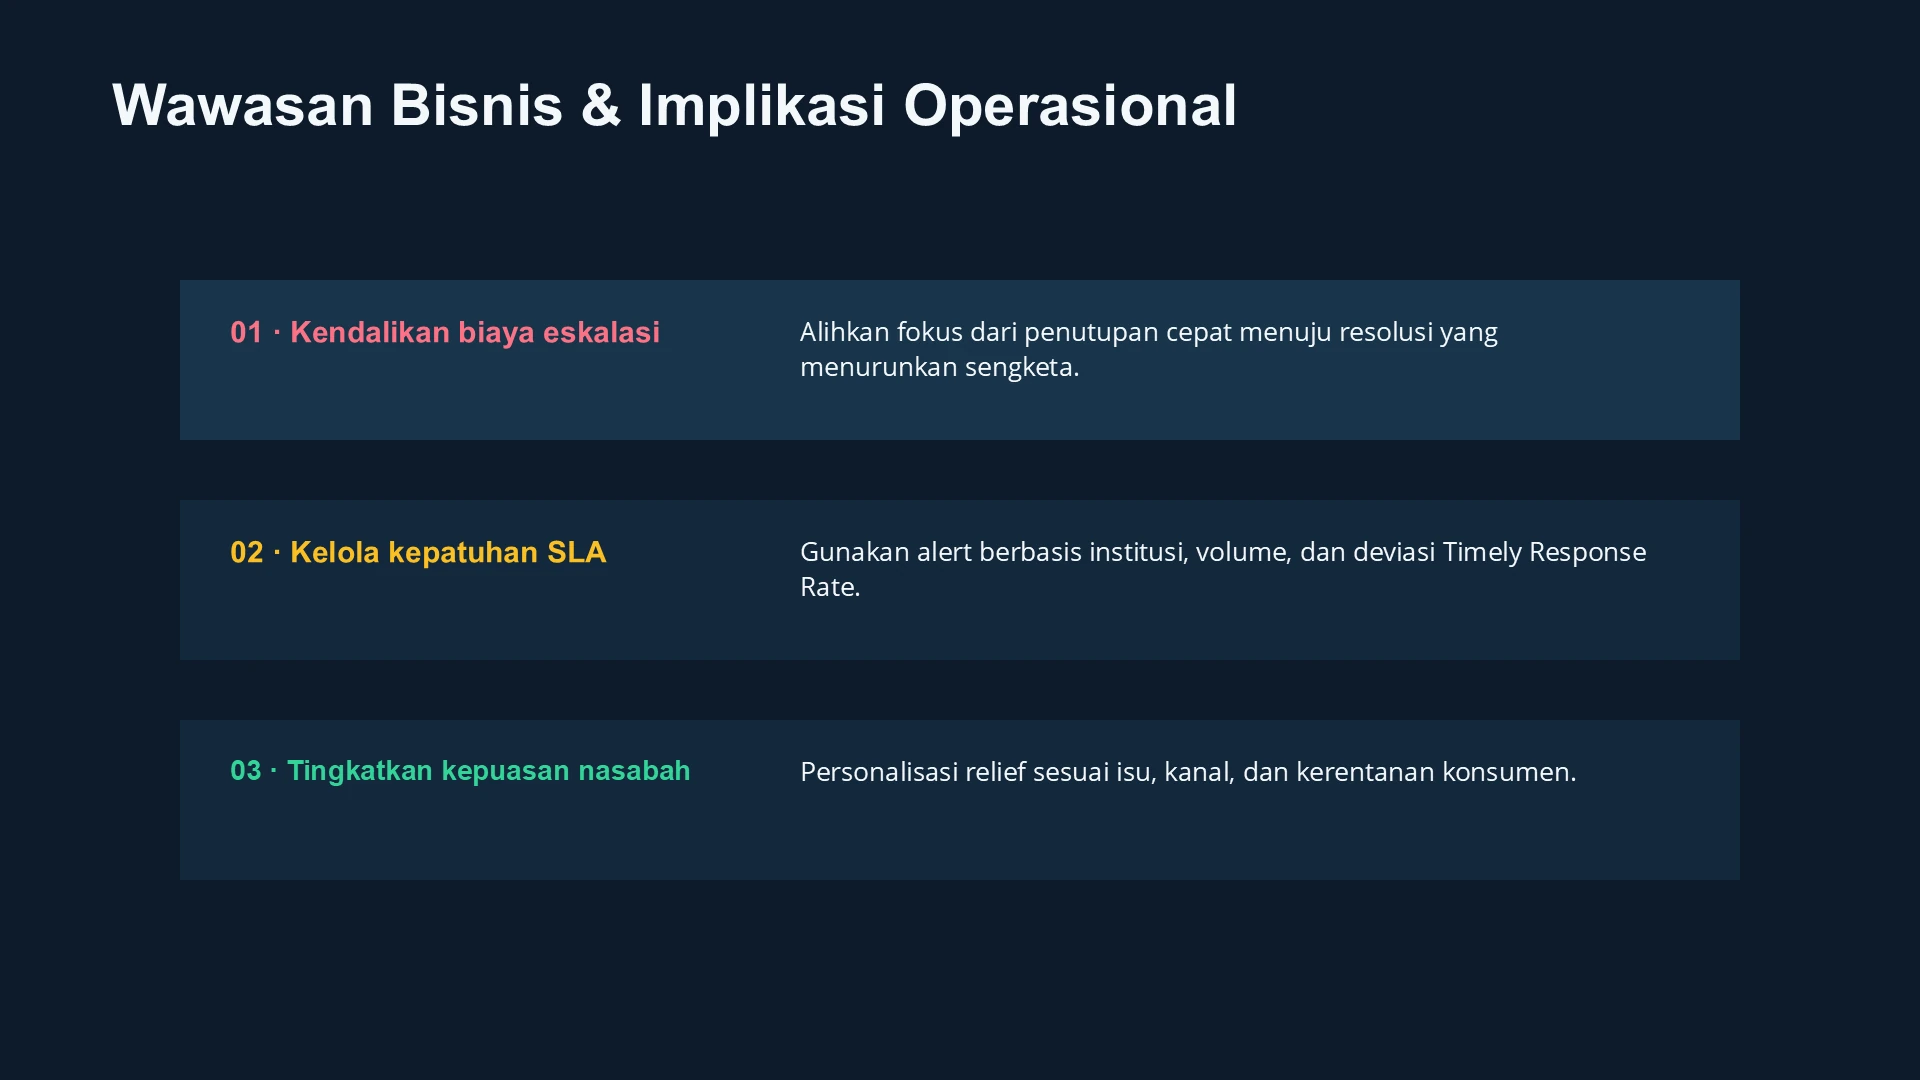 Wawasan Bisnis & Implikasi Operasional
01 · Kendalikan biaya eskalasi
Alihkan fokus dari penutupan cepat menuju resolusi yang
menurunkan sengketa.
02 · Kelola kepatuhan SLA
Gunakan alert berbasis institusi, volume, dan deviasi Timely Response
Rate.
03 · Tingkatkan kepuasan nasabah
Personalisasi relief sesuai isu, kanal, dan kerentanan konsumen.